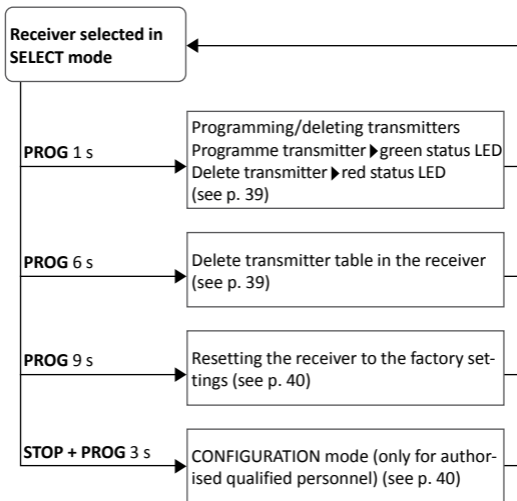 Receiver selected in
SELECT mode
PROG 1 s
Programming/deleting transmitters
Programme transmitter▶green status LED
Delete transmitter▶red status LED
(see p. 39)
PROG 6 s
Delete transmitter table in the receiver
(see p. 39)
PROG 9 s
Resetting the receiver to the factory set-
tings (see p. 40)
STOP + PROG 3 s
CONFIGURATION mode (only for author-
ised qualified personnel) (see p. 40)